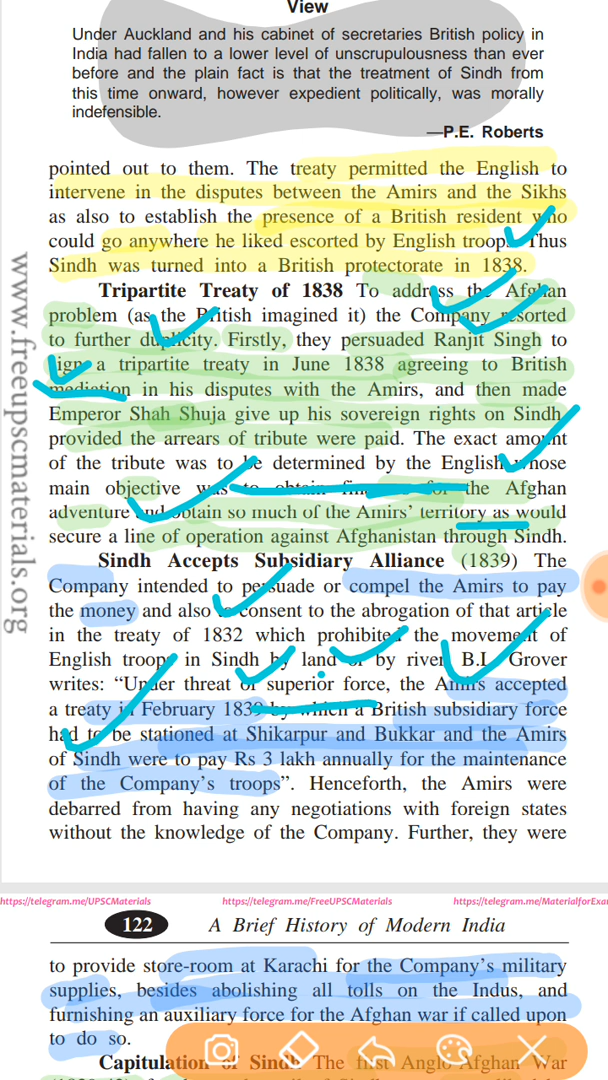 View
Under Auckland and his cabinet of secretaries British policy in
India had fallen to a lower level of unscrupulousness than ever
before and the plain fact is that the treatment of Sindh from
this time onward, however expedient politically, was morally
indefensible.
—P.E. Roberts
pointed out to them. The treaty permitted the English to
intervene in the disputes between the Amirs and the Sikhs
as also to establish the presence of a British resident who
could go anywhere he liked escorted by English troops. Thus
Sindh was turned into a British protectorate in 1838.
Tripartite Treaty of 1838 To address the Afghan
problem (as the British imagined it) the Company resorted
to further duplicity. Firstly, they persuaded Ranjit Singh to
sign a tripartite treaty in June 1838 agreeing to British
mediation in his disputes with the Amirs, and then made
Emperor Shah Shuja give up his sovereign rights on Sindh,
provided the arrears of tribute were paid. The exact amount
of the tribute was to be determined by the English whose
main objective was to obtain finances for the Afghan
adventure and obtain so much of the Amirs' territory as would
secure a line of operation against Afghanistan through Sindh.
Sindh Accepts Subsidiary Alliance (1839) The
Company intended to persuade or compel the Amirs to pay
the money and also to consent to the abrogation of that article
in the treaty of 1832 which prohibited the movement of
English troops in Sindh by land or by river. B.L. Grover
writes: "Under threat of superior force, the Amirs accepted
a treaty in February 1839 by which a British subsidiary force
had to be stationed at Shikarpur and Bukkar and the Amirs
of Sindh were to pay Rs 3 lakh annually for the maintenance
of the Company's troops". Henceforth, the Amirs were
debarred from having any negotiations with foreign states
without the knowledge of the Company. Further, they were
www.freeupscmaterials.org
https://telegram.me/UPSCMaterials https://telegram.me/FreeUPSCMaterials https://telegram.me/MaterialforExa
122 A Brief History of Modern India
to provide store-room at Karachi for the Company's military
supplies, besides abolishing all tolls on the Indus, and
furnishing an auxiliary force for the Afghan war if called upon
to do so.
Capitulation of Sindh The first Anglo-Afghan War